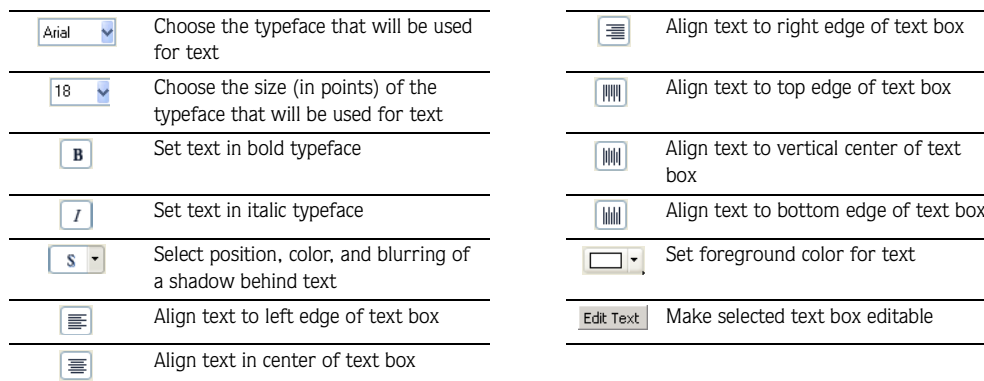 Arial
Choose the typeface that will be used
for text
18
Choose the size (in points) of the
typeface that will be used for text
B
Set text in bold typeface
I
Set text in italic typeface
S
Select position, color, and blurring of
a shadow behind text
Align text to left edge of text box
Align text in center of text box
Align text to right edge of text box
Align text to top edge of text box
Align text to vertical center of text
box
Align text to bottom edge of text box
Set foreground color for text
Edit Text
Make selected text box editable